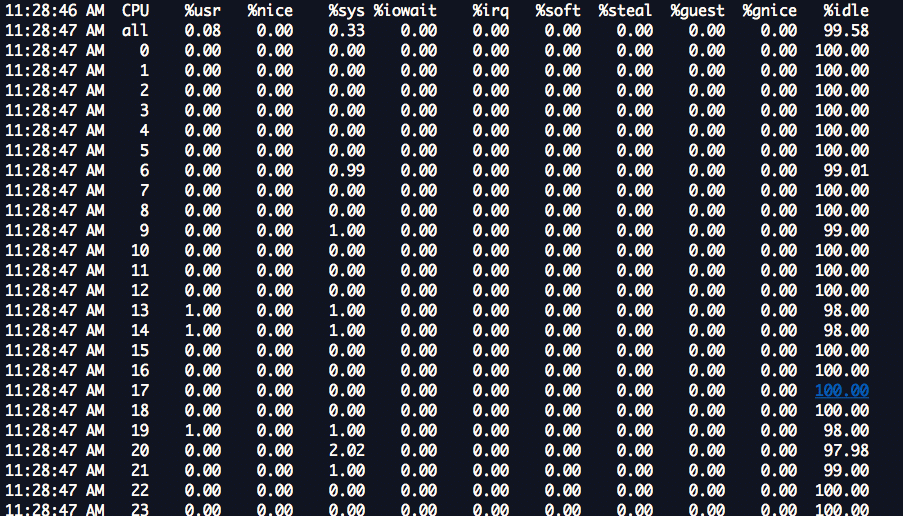 11:28:46 AM  CPU    %usr   %nice    %sys %iowait    %irq   %soft  %steal  %guest  %gnice   %idle
11:28:47 AM  all    0.08    0.00    0.33    0.00    0.00    0.00    0.00    0.00    0.00   99.58
11:28:47 AM    0    0.00    0.00    0.00    0.00    0.00    0.00    0.00    0.00    0.00  100.00
11:28:47 AM    1    0.00    0.00    0.00    0.00    0.00    0.00    0.00    0.00    0.00  100.00
11:28:47 AM    2    0.00    0.00    0.00    0.00    0.00    0.00    0.00    0.00    0.00  100.00
11:28:47 AM    3    0.00    0.00    0.00    0.00    0.00    0.00    0.00    0.00    0.00  100.00
11:28:47 AM    4    0.00    0.00    0.00    0.00    0.00    0.00    0.00    0.00    0.00  100.00
11:28:47 AM    5    0.00    0.00    0.00    0.00    0.00    0.00    0.00    0.00    0.00  100.00
11:28:47 AM    6    0.00    0.00    0.99    0.00    0.00    0.00    0.00    0.00    0.00   99.01
11:28:47 AM    7    0.00    0.00    0.00    0.00    0.00    0.00    0.00    0.00    0.00  100.00
11:28:47 AM    8    0.00    0.00    0.00    0.00    0.00    0.00    0.00    0.00    0.00  100.00
11:28:47 AM    9    0.00    0.00    1.00    0.00    0.00    0.00    0.00    0.00    0.00   99.00
11:28:47 AM   10    0.00    0.00    0.00    0.00    0.00    0.00    0.00    0.00    0.00  100.00
11:28:47 AM   11    0.00    0.00    0.00    0.00    0.00    0.00    0.00    0.00    0.00  100.00
11:28:47 AM   12    0.00    0.00    0.00    0.00    0.00    0.00    0.00    0.00    0.00  100.00
11:28:47 AM   13    1.00    0.00    1.00    0.00    0.00    0.00    0.00    0.00    0.00   98.00
11:28:47 AM   14    1.00    0.00    1.00    0.00    0.00    0.00    0.00    0.00    0.00   98.00
11:28:47 AM   15    0.00    0.00    0.00    0.00    0.00    0.00    0.00    0.00    0.00  100.00
11:28:47 AM   16    0.00    0.00    0.00    0.00    0.00    0.00    0.00    0.00    0.00  100.00
11:28:47 AM   17    0.00    0.00    0.00    0.00    0.00    0.00    0.00    0.00    0.00  100.00
11:28:47 AM   18    0.00    0.00    0.00    0.00    0.00    0.00    0.00    0.00    0.00  100.00
11:28:47 AM   19    1.00    0.00    1.00    0.00    0.00    0.00    0.00    0.00    0.00   98.00
11:28:47 AM   20    0.00    0.00    2.02    0.00    0.00    0.00    0.00    0.00    0.00   97.98
11:28:47 AM   21    0.00    0.00    1.00    0.00    0.00    0.00    0.00    0.00    0.00   99.00
11:28:47 AM   22    0.00    0.00    0.00    0.00    0.00    0.00    0.00    0.00    0.00  100.00
11:28:47 AM   23    0.00    0.00    0.00    0.00    0.00    0.00    0.00    0.00    0.00  100.00